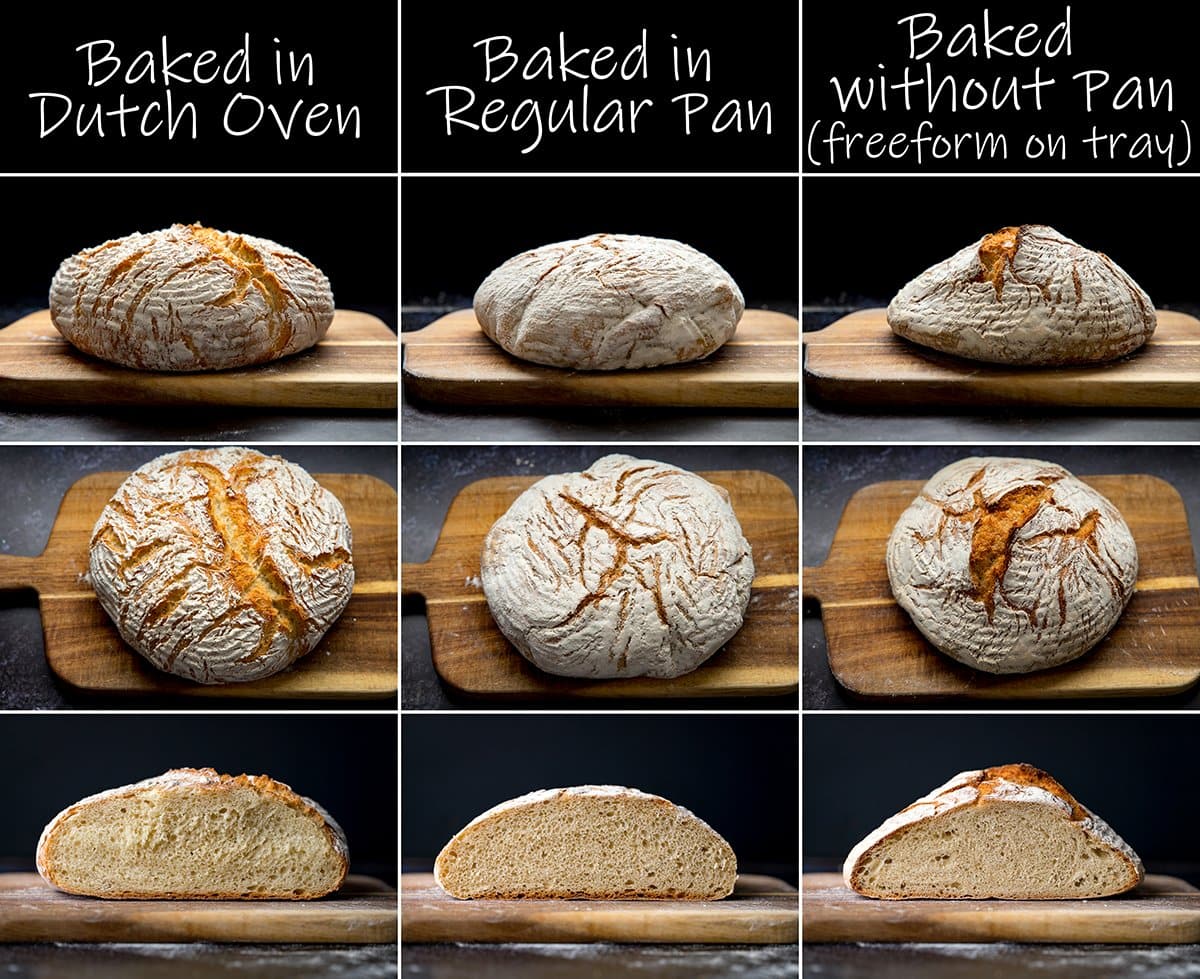 Baked in
Dutch Oven
Baked in
Regular Pan
Baked
without Pan
(freeform on tray)